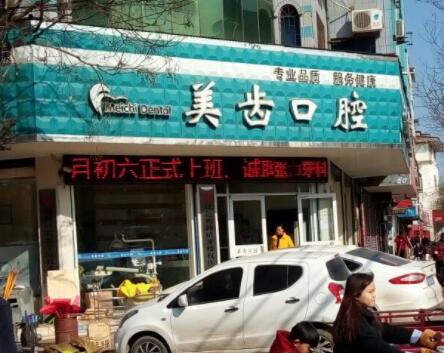 专业品质 服务健康
Meichi Dental
美齿口腔
月初六正式上班、诚